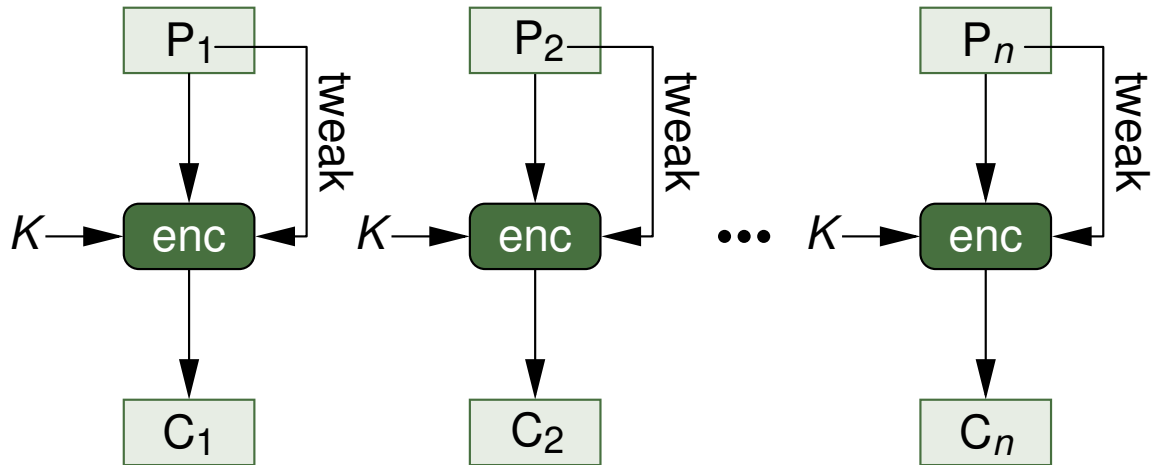 P1 P2 Pn
tweak tweak tweak
K enc K enc ••• K enc
C1 C2 Cn